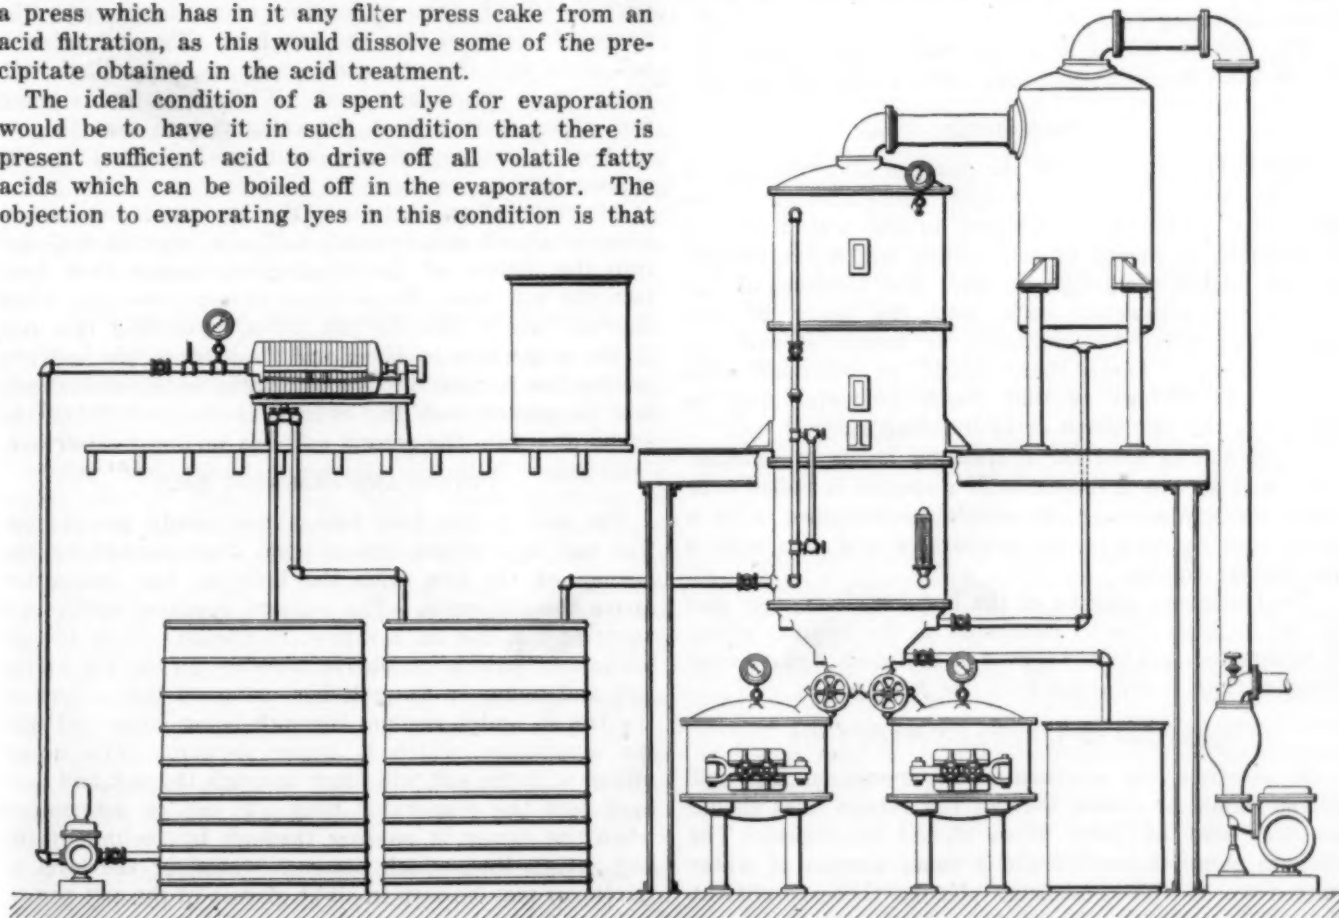 a press which has in it any filter press cake from an
acid filtration, as this would dissolve some of the pre-
cipitate obtained in the acid treatment.
The ideal condition of a spent lye for evaporation
would be to have it in such condition that there is
present sufficient acid to drive off all volatile fatty
acids which can be boiled off in the evaporator. The
objection to evaporating lyes in this condition is that